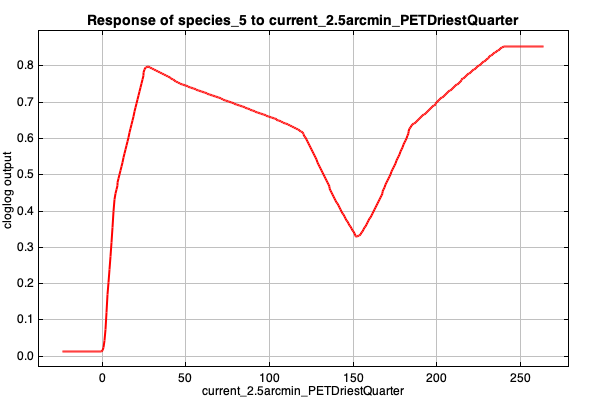 Response of species_5 to current_2.5arcmin_PETDriestQuarter
cloglog output
0.8
0.7
0.6
0.5
0.4
0.3
0.2
0.1
0.0
0 50 100 150 200 250
current_2.5arcmin_PETDriestQuarter